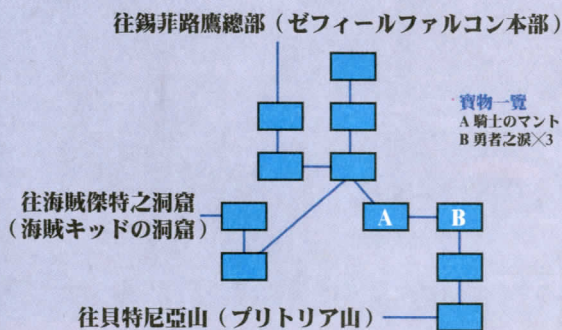 往錫菲路鷹總部（ゼフィールファルコン本部）
寶物一覽
A 騎士のマント
B 勇者之淚×3
往海賊傑特之洞窟
（海賊キッドの洞窟）
A
B
往貝特尼亞山（プリトリア山）